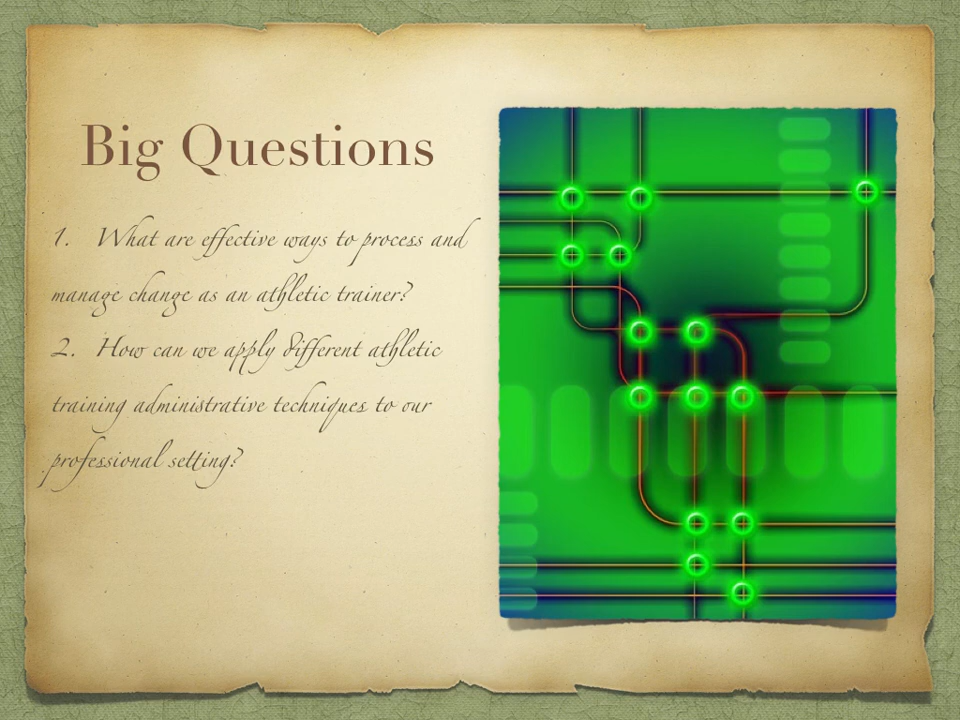 Big Questions
1. What are effective ways to process and
manage change as an athletic trainer?
2. How can we apply different athletic
training administrative techniques to our
professional setting?